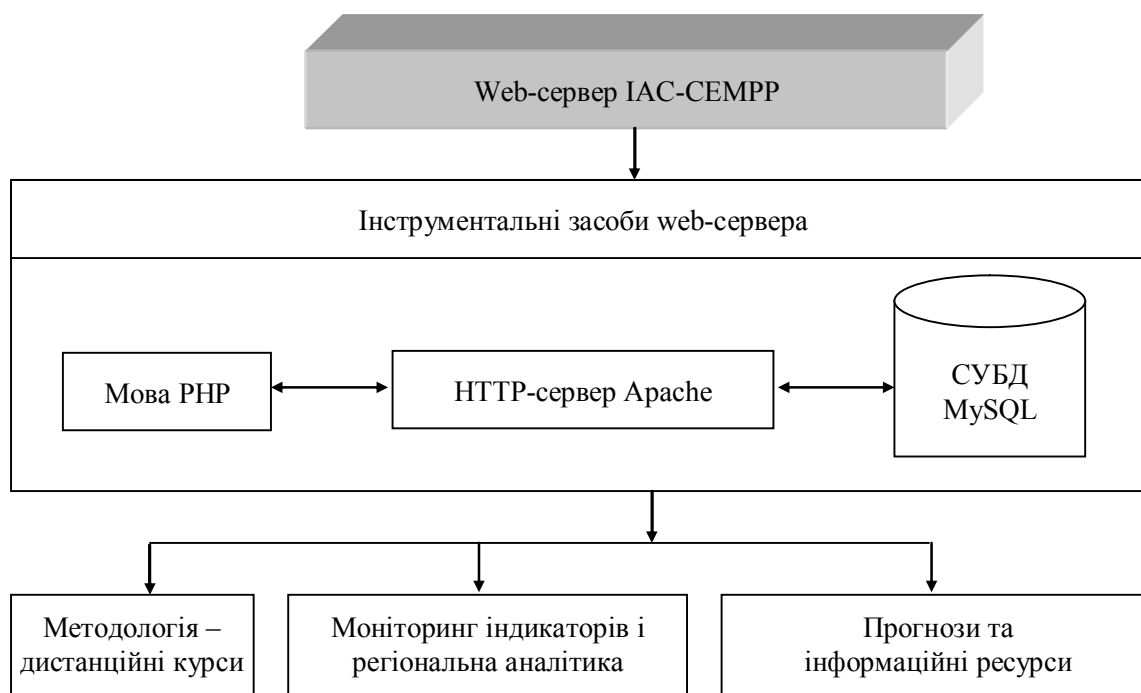 Web-сервер ІАС-СЕМРР
Інструментальні засоби web-сервера
Мова PHP
HTTP-сервер Apache
СУБД
MySQL
Методологія –
дистанційні курси
Моніторинг індикаторів і
регіональна аналітика
Прогнози та
інформаційні ресурси